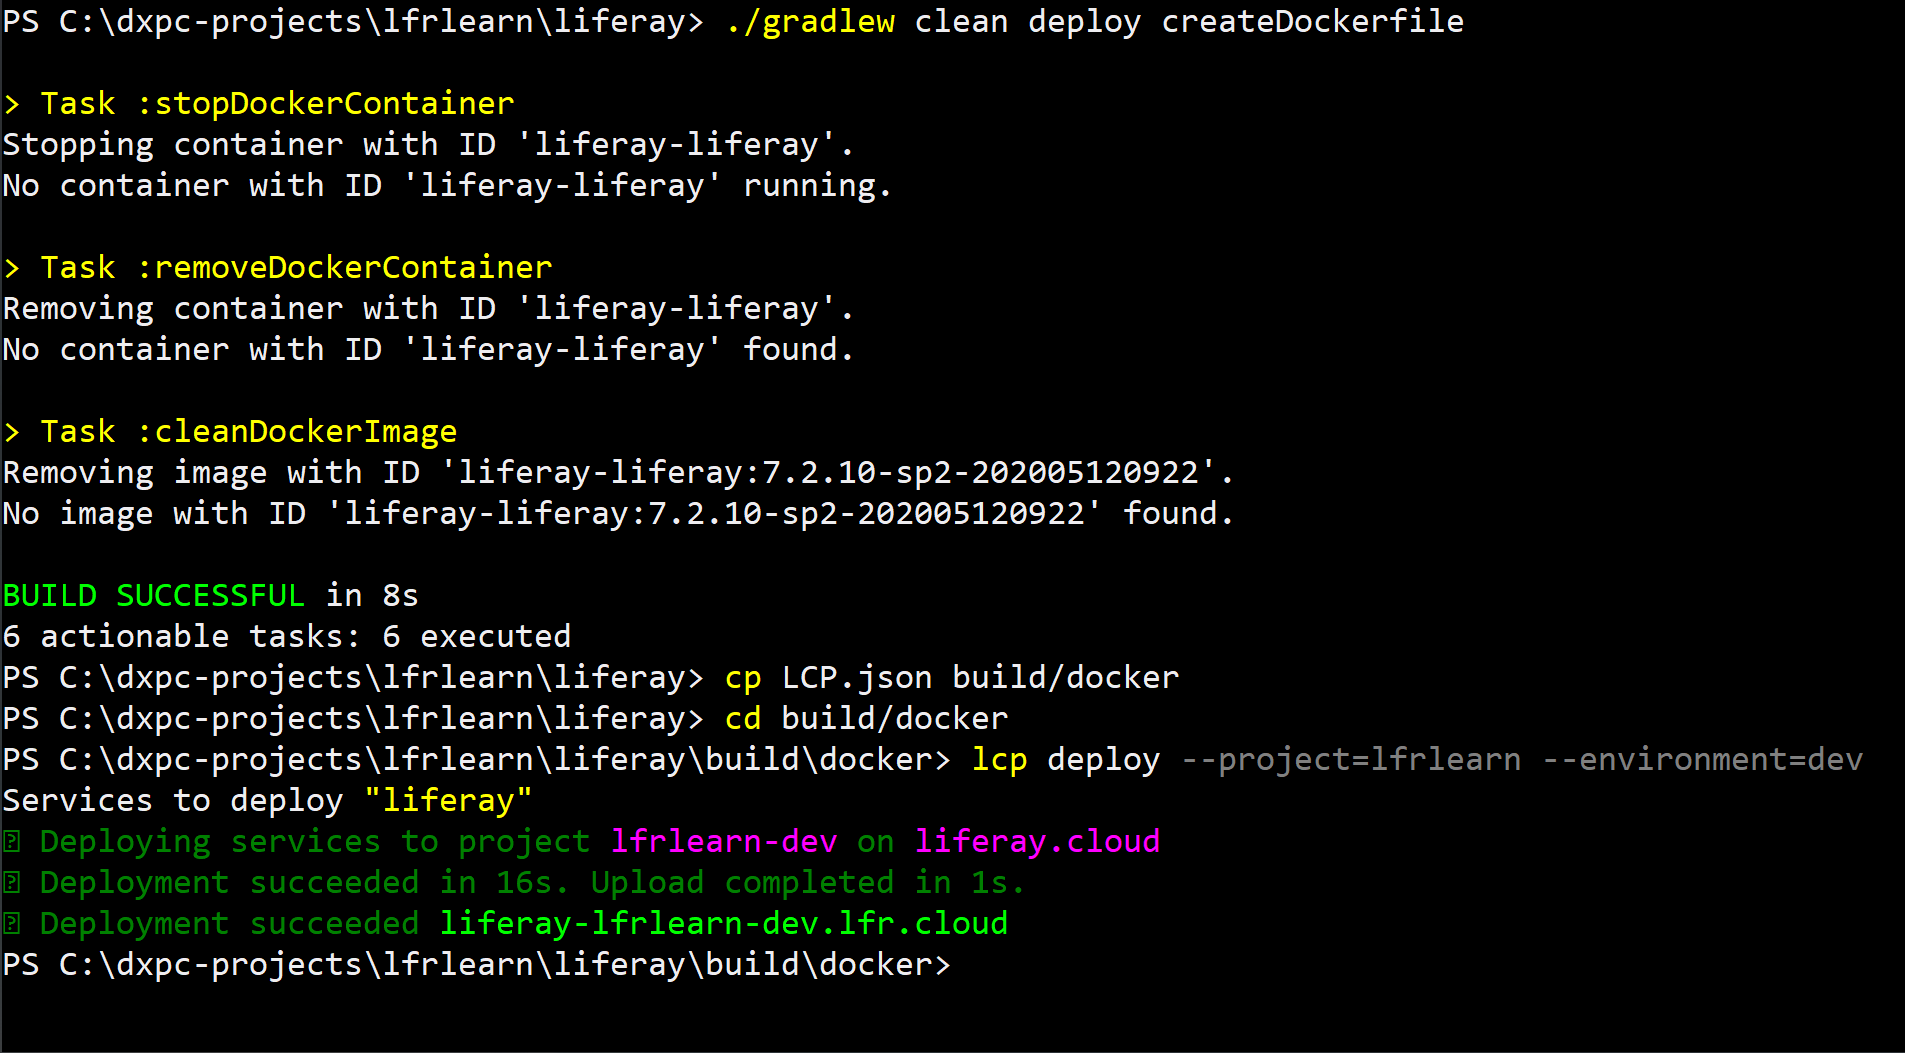 PS C:\dxpc-projects\lfrlearn\liferay> ./gradlew clean deploy createDockerfile
> Task :stopDockerContainer
Stopping container with ID 'liferay-liferay'.
No container with ID 'liferay-liferay' running.
> Task :removeDockerContainer
Removing container with ID 'liferay-liferay'.
No container with ID 'liferay-liferay' found.
> Task :cleanDockerImage
Removing image with ID 'liferay-liferay:7.2.10-sp2-202005120922'.
No image with ID 'liferay-liferay:7.2.10-sp2-202005120922' found.
BUILD SUCCESSFUL in 8s
6 actionable tasks: 6 executed
PS C:\dxpc-projects\lfrlearn\liferay> cp LCP.json build/docker
PS C:\dxpc-projects\lfrlearn\liferay> cd build/docker
PS C:\dxpc-projects\lfrlearn\liferay\build\docker> lcp deploy --project=lfrlearn --environment=dev
Services to deploy "liferay"
Deploying services to project lfrlearn-dev on liferay.cloud
Deployment succeeded in 16s. Upload completed in 1s.
Deployment succeeded liferay-lfrlearn-dev.lfr.cloud
PS C:\dxpc-projects\lfrlearn\liferay\build\docker>